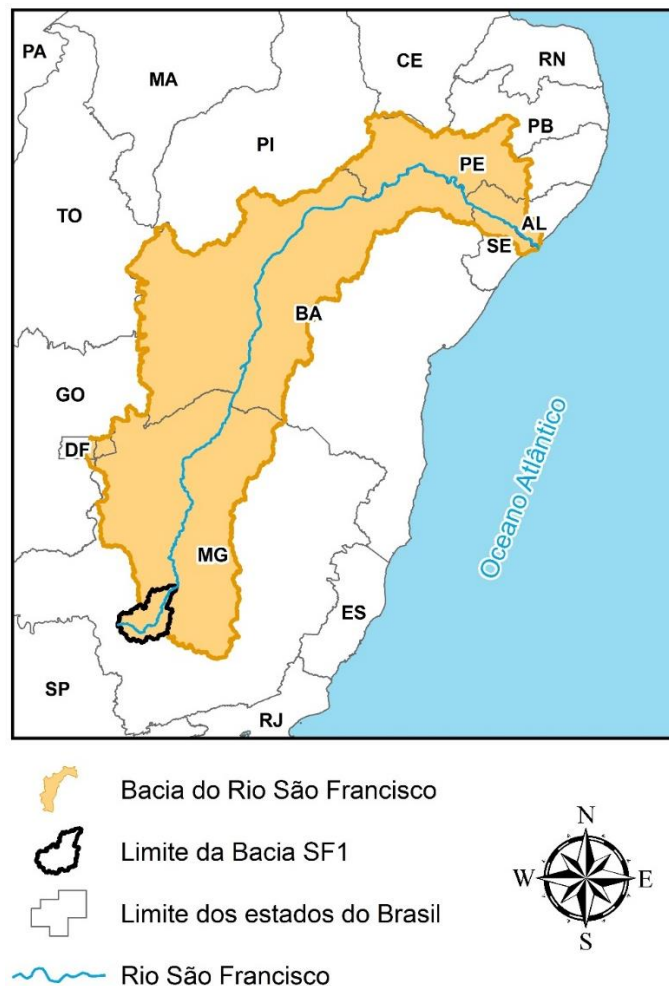 PA
MA
CE
RN
PB
PI
PE
TO
AL
SE
BA
GO
DF
Oceano Atlântico
MG
ES
SP
RJ
Bacia do Rio São Francisco
Limite da Bacia SF1
Limite dos estados do Brasil
Rio São Francisco
N
W E
S